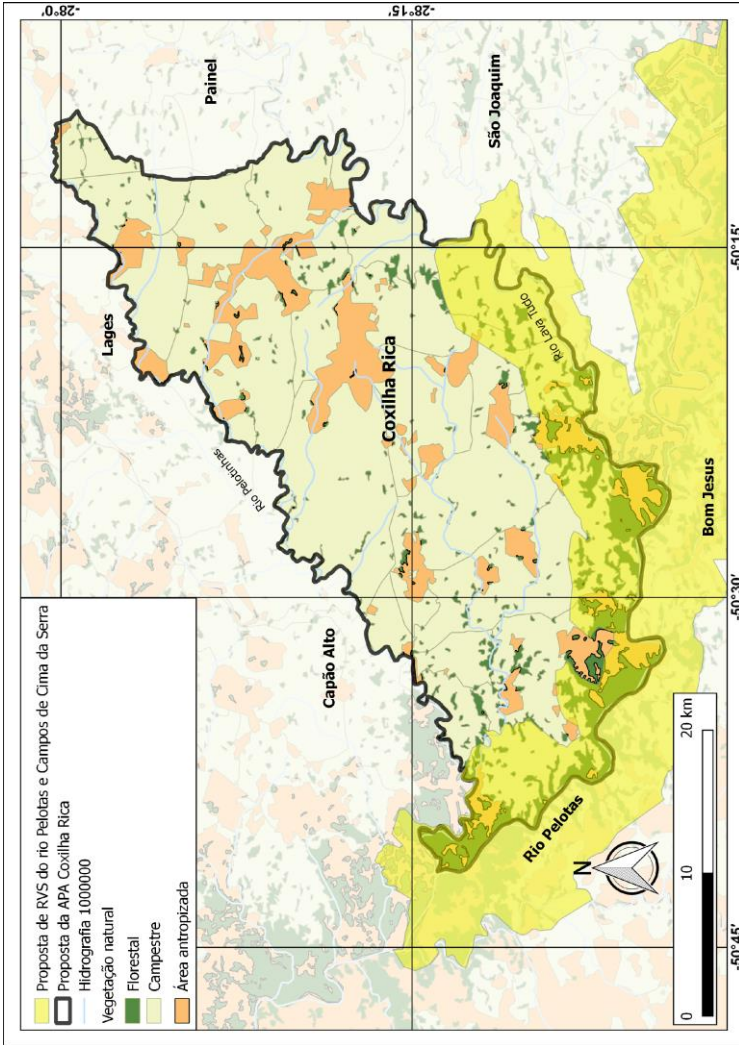 Proposta de RVS do rio Pelotas e Campos de Cima da Serra
Proposta da APA Coxilha Rica
Hidrografia 1000000
Vegetação natural
Florestal
Campestre
Área antropizada
-28°0'
-28°15'
Painel
Lages
São Joaquim
Rio Pelotinhas
Coxilha Rica
Rio Lava Tudo
Capão Alto
Bom Jesus
Rio Pelotas
N
0 10 20 km
-50°45'
-50°30'
-50°15'